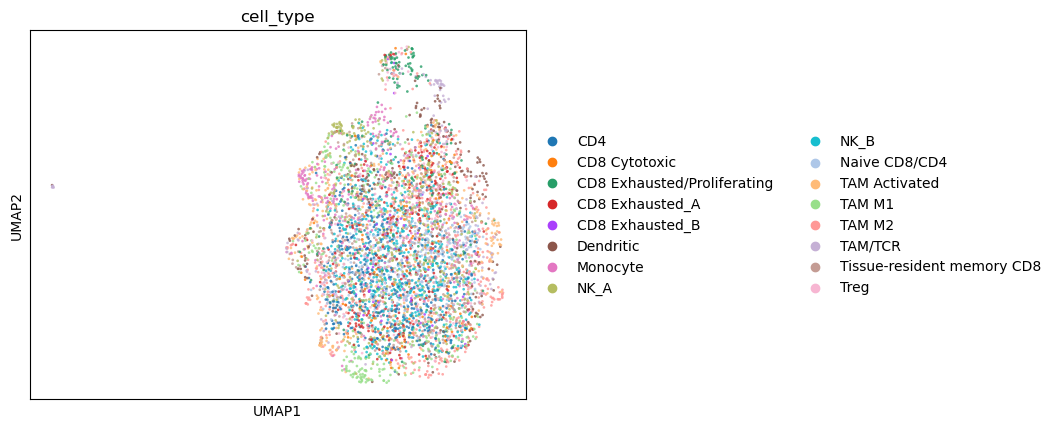 cell_type
UMAP2
UMAP1
CD4
CD8 Cytotoxic
CD8 Exhausted/Proliferating
CD8 Exhausted_A
CD8 Exhausted_B
Dendritic
Monocyte
NK_A
NK_B
Naive CD8/CD4
TAM Activated
TAM M1
TAM M2
TAM/TCR
Tissue-resident memory CD8
Treg